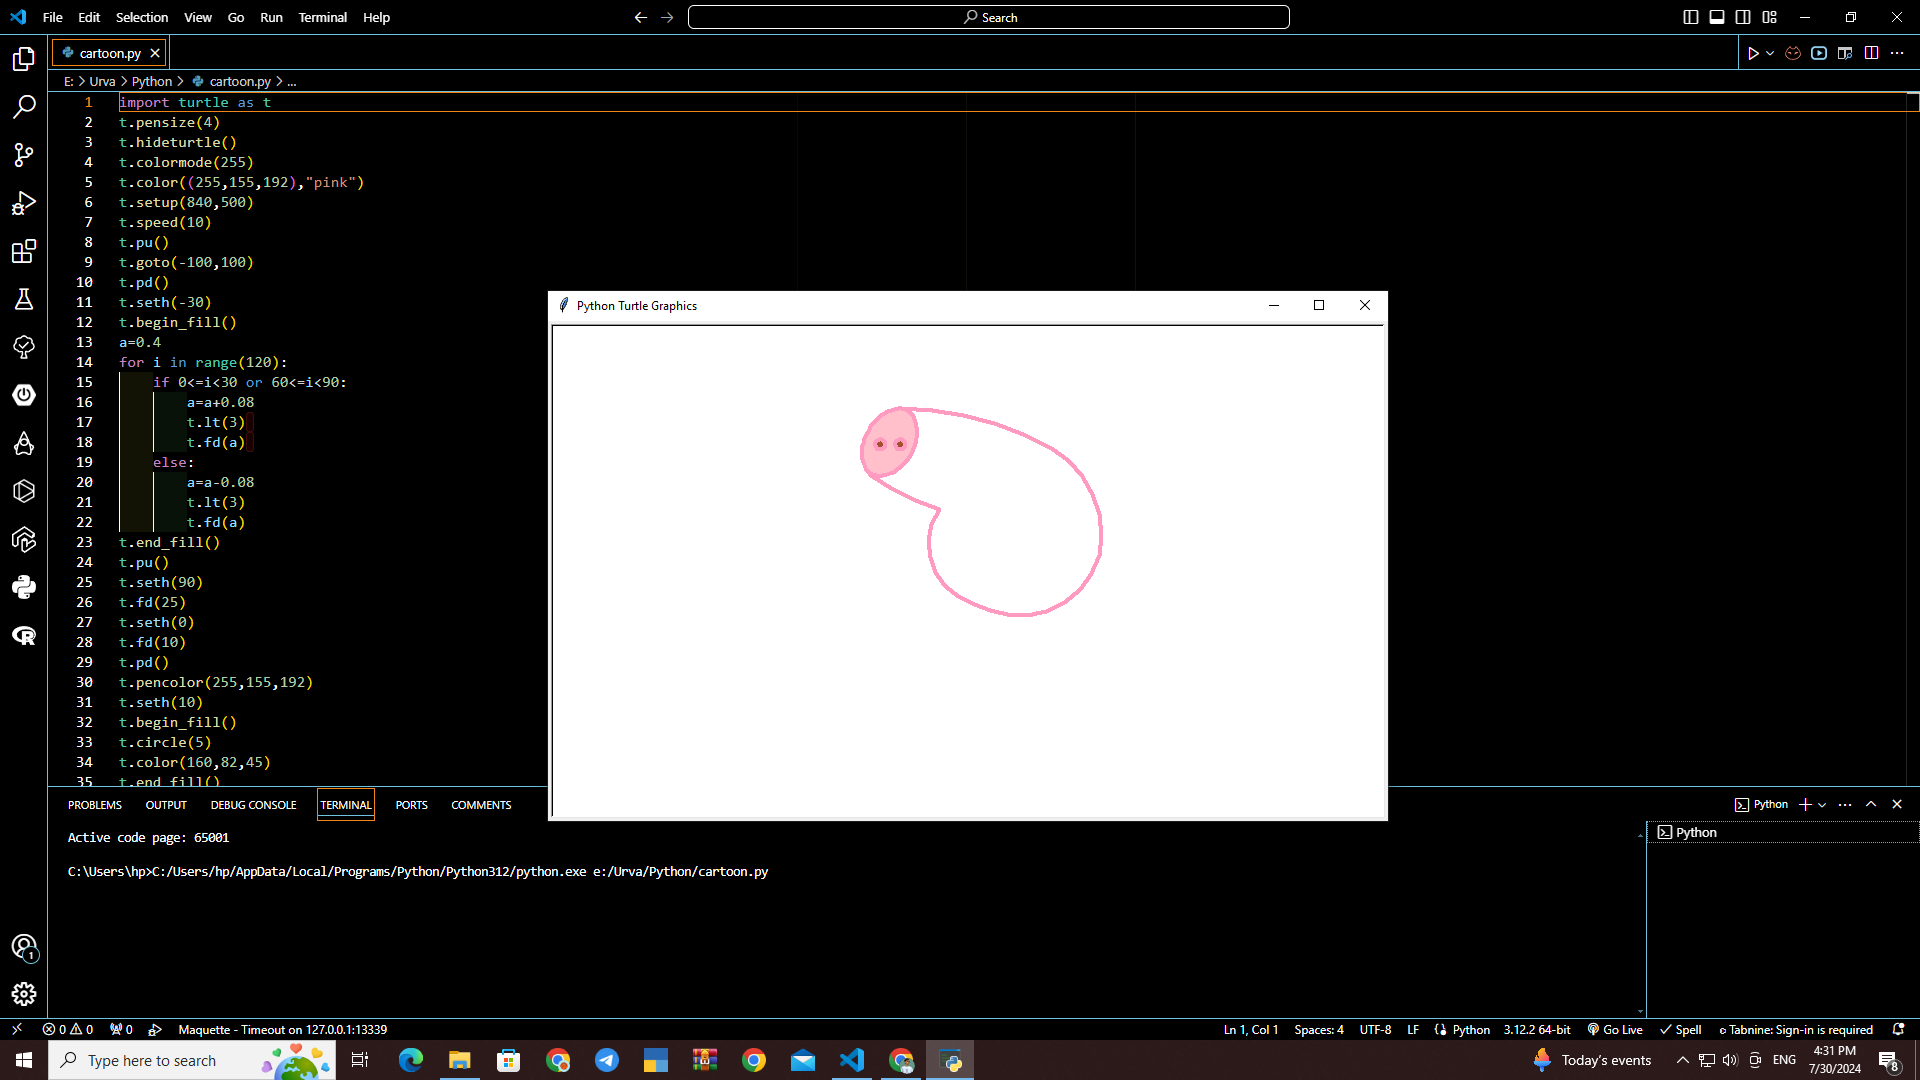 File Edit Selection View Go Run Terminal Help
Search
cartoon.py
E: > Urva > Python > cartoon.py > ...
1 import turtle as t
2 t.pensize(4)
3 t.hideturtle()
4 t.colormode(255)
5 t.color((255,155,192),"pink")
6 t.setup(840,500)
7 t.speed(10)
8 t.pu()
9 t.goto(-100,100)
10 t.pd()
11 t.seth(-30)
12 t.begin_fill()
13 a=0.4
14 for i in range(120):
15 if 0<=i<30 or 60<=i<90:
16 a=a+0.08
17 t.lt(3)
18 t.fd(a)
19 else:
20 a=a-0.08
21 t.lt(3)
22 t.fd(a)
23 t.end_fill()
24 t.pu()
25 t.seth(90)
26 t.fd(25)
27 t.seth(0)
28 t.fd(10)
29 t.pd()
30 t.pencolor(255,155,192)
31 t.seth(10)
32 t.begin_fill()
33 t.circle(5)
34 t.color(160,82,45)
35 t.end_fill()
Python Turtle Graphics
PROBLEMS OUTPUT DEBUG CONSOLE TERMINAL PORTS COMMENTS
Python
Python
Active code page: 65001
C:\Users\hp>C:/Users/hp/AppData/Local/Programs/Python/Python312/python.exe e:/Urva/Python/cartoon.py
1
0 0 0 Maquette - Timeout on 127.0.0.1:13339
Ln 1, Col 1 Spaces: 4 UTF-8 LF Python 3.12.2 64-bit Go Live Spell Tabnine: Sign-in is required
Type here to search
Today's events
ENG
4:31 PM
7/30/2024
8